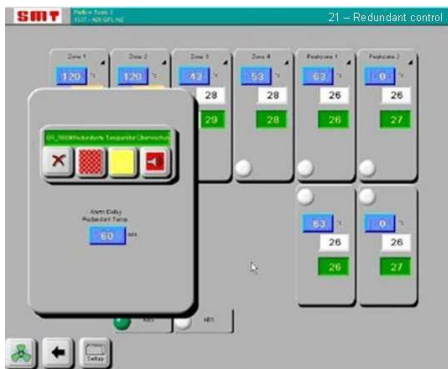 SMT
21 – Redundant control
Zone 1
Zone 2
Zone 3
Zone 4
Peakzone 1
Peakzone 2
120 °c
120 °c
43 °c
53 °c
63 °c
0 °c
28
28
26
26
29
28
26
27
Alarm Delay
Redundant Temp.
60
63 °c
0 °c
26
26
26
27
Setup